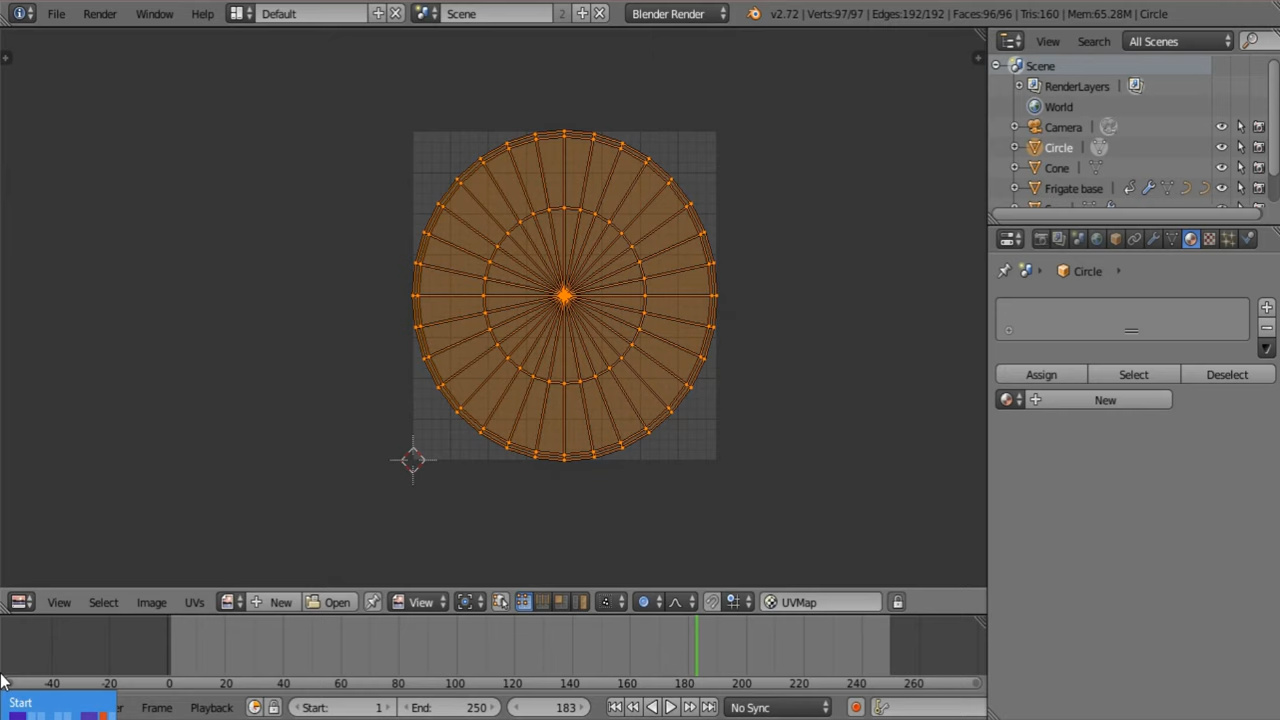 File Render Window Help Default Scene 2 Blender Render v2.72 | Verts:97/97 | Edges:192/192 | Faces:96/96 | Tris:160 | Mem:65.28M | Circle
View Search All Scenes
Scene
RenderLayers
World
Camera
Circle
Cone
Frigate base
Circle
Assign Select Deselect
New
View Select Image UVs New Open View UVMap
-40 -20 0 20 40 60 80 100 120 140 160 180 200 220 240 260
Start
Frame Playback Start: 1 End: 250 183 No Sync